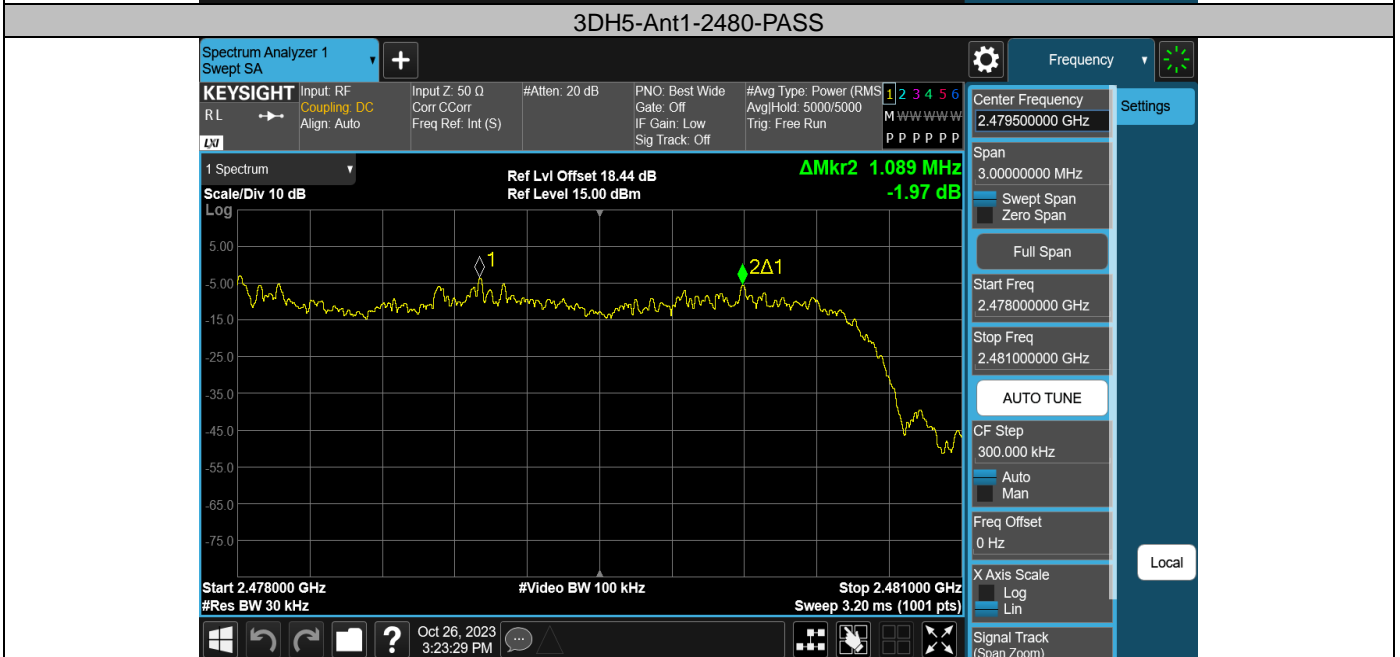 3DH5-Ant1-2480-PASS
Spectrum Analyzer 1
Swept SA
+
Frequency
KEYSIGHT
RL
LXI
Input: RF
Coupling: DC
Align: Auto
Input Z: 50 Ω
Corr CCorr
Freq Ref: Int (S)
#Atten: 20 dB
PNO: Best Wide
Gate: Off
IF Gain: Low
Sig Track: Off
#Avg Type: Power (RMS
Avg|Hold: 5000/5000
Trig: Free Run
1 2 3 4 5 6
M W W W W W
P P P P P P
1 Spectrum
Scale/Div 10 dB
Log
Ref Lvl Offset 18.44 dB
Ref Level 15.00 dBm
ΔMkr2 1.089 MHz
-1.97 dB
5.00
-5.00
-15.0
-25.0
-35.0
-45.0
-55.0
-65.0
-75.0
1
2Δ1
Start 2.478000 GHz
#Res BW 30 kHz
#Video BW 100 kHz
Stop 2.481000 GHz
Sweep 3.20 ms (1001 pts)
Center Frequency
2.479500000 GHz
Settings
Span
3.00000000 MHz
Swept Span
Zero Span
Full Span
Start Freq
2.478000000 GHz
Stop Freq
2.481000000 GHz
AUTO TUNE
CF Step
300.000 kHz
Auto
Man
Freq Offset
0 Hz
X Axis Scale
Log
Lin
Signal Track
(Span Zoom)
Local
?
Oct 26, 2023
3:23:29 PM